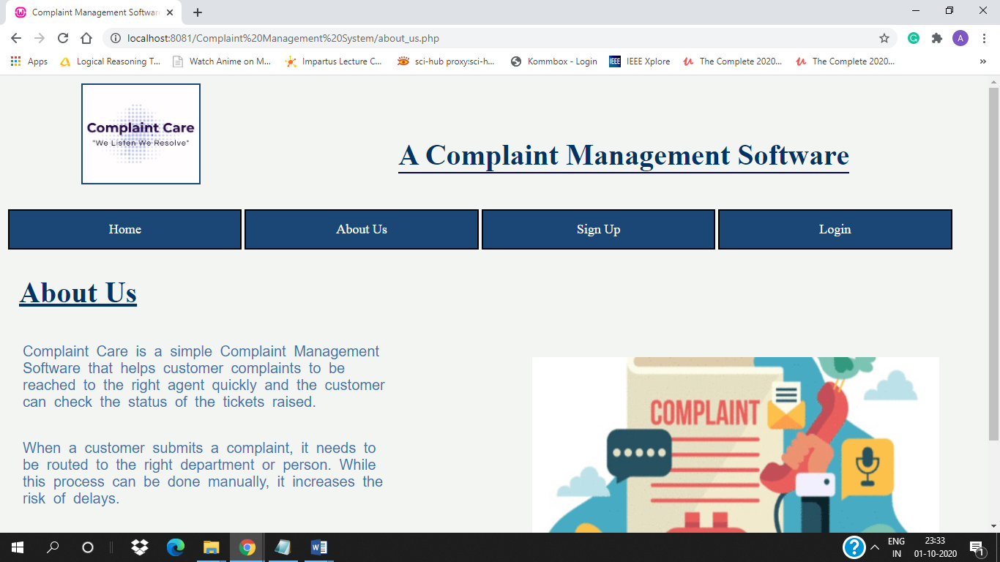 Complaint Management Softwar
localhost:8081/Complaint%20Management%20System/about_us.php
A
Apps
Logical Reasoning T...
Watch Anime on M...
Impartus Lecture C...
sci-hub proxy:sci-h...
Kommbox - Login
IEEE
IEEE Xplore
The Complete 2020...
The Complete 2020...
»
Complaint Care
"We Listen We Resolve"
A Complaint Management Software
Home
About Us
Sign Up
Login
About Us
Complaint Care is a simple Complaint Management
Software that helps customer complaints to be
reached to the right agent quickly and the customer
can check the status of the tickets raised.
When a customer submits a complaint, it needs to
be routed to the right department or person. While
this process can be done manually, it increases the
risk of delays.
COMPLAINT
ENG
IN
23:33
01-10-2020
1